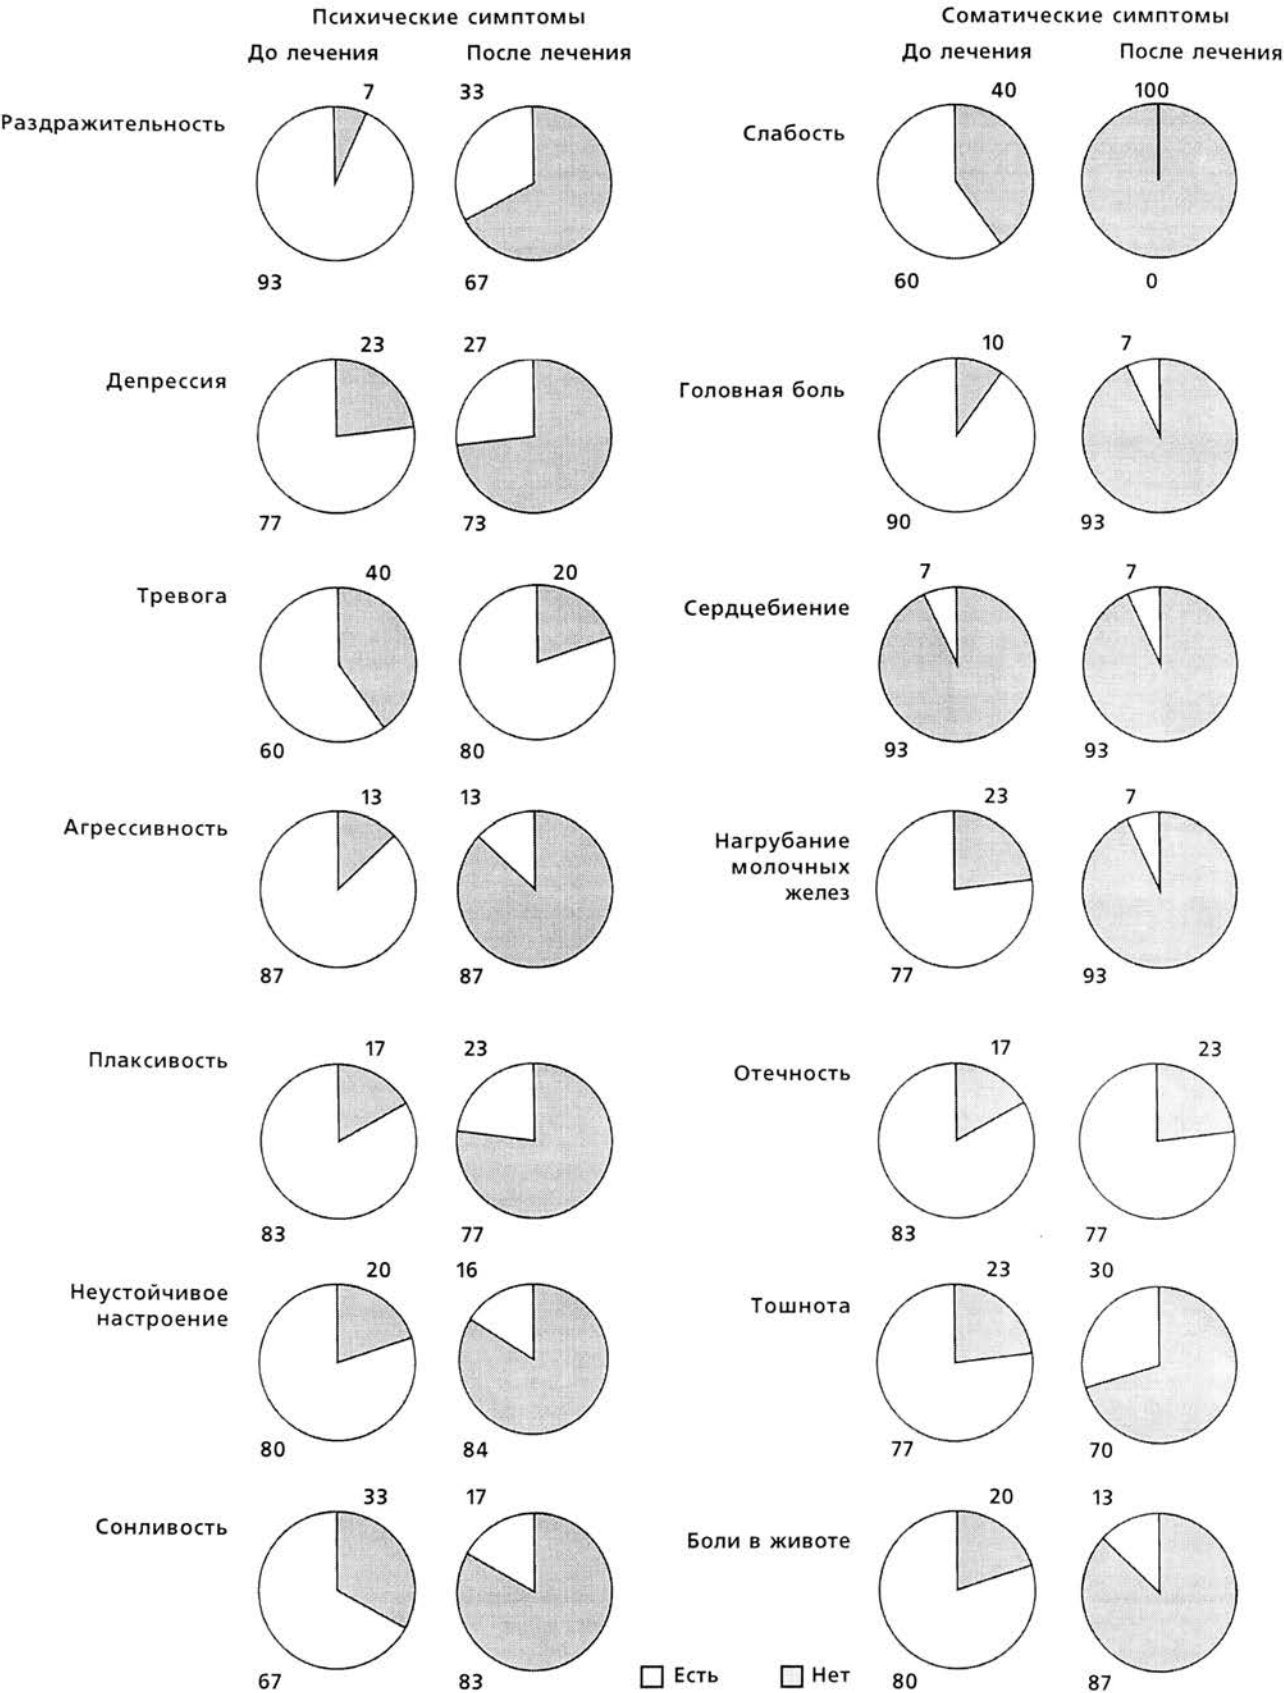 Психические симптомы
Соматические симптомы
До лечения
После лечения
До лечения
После лечения
Раздражительность
7
33
93
67
Слабость
40
100
60
0
Депрессия
23
27
77
73
Головная боль
10
7
90
93
Тревога
40
20
60
80
Сердцебиение
7
7
93
93
Агрессивность
13
13
87
87
Нагрубание
молочных
желез
23
7
77
93
Плаксивость
17
23
83
77
Отечность
17
23
83
77
Неустойчивое
настроение
20
16
80
84
Тошнота
23
30
77
70
Сонливость
33
17
67
83
Боли в животе
20
13
80
87
Есть
Нет